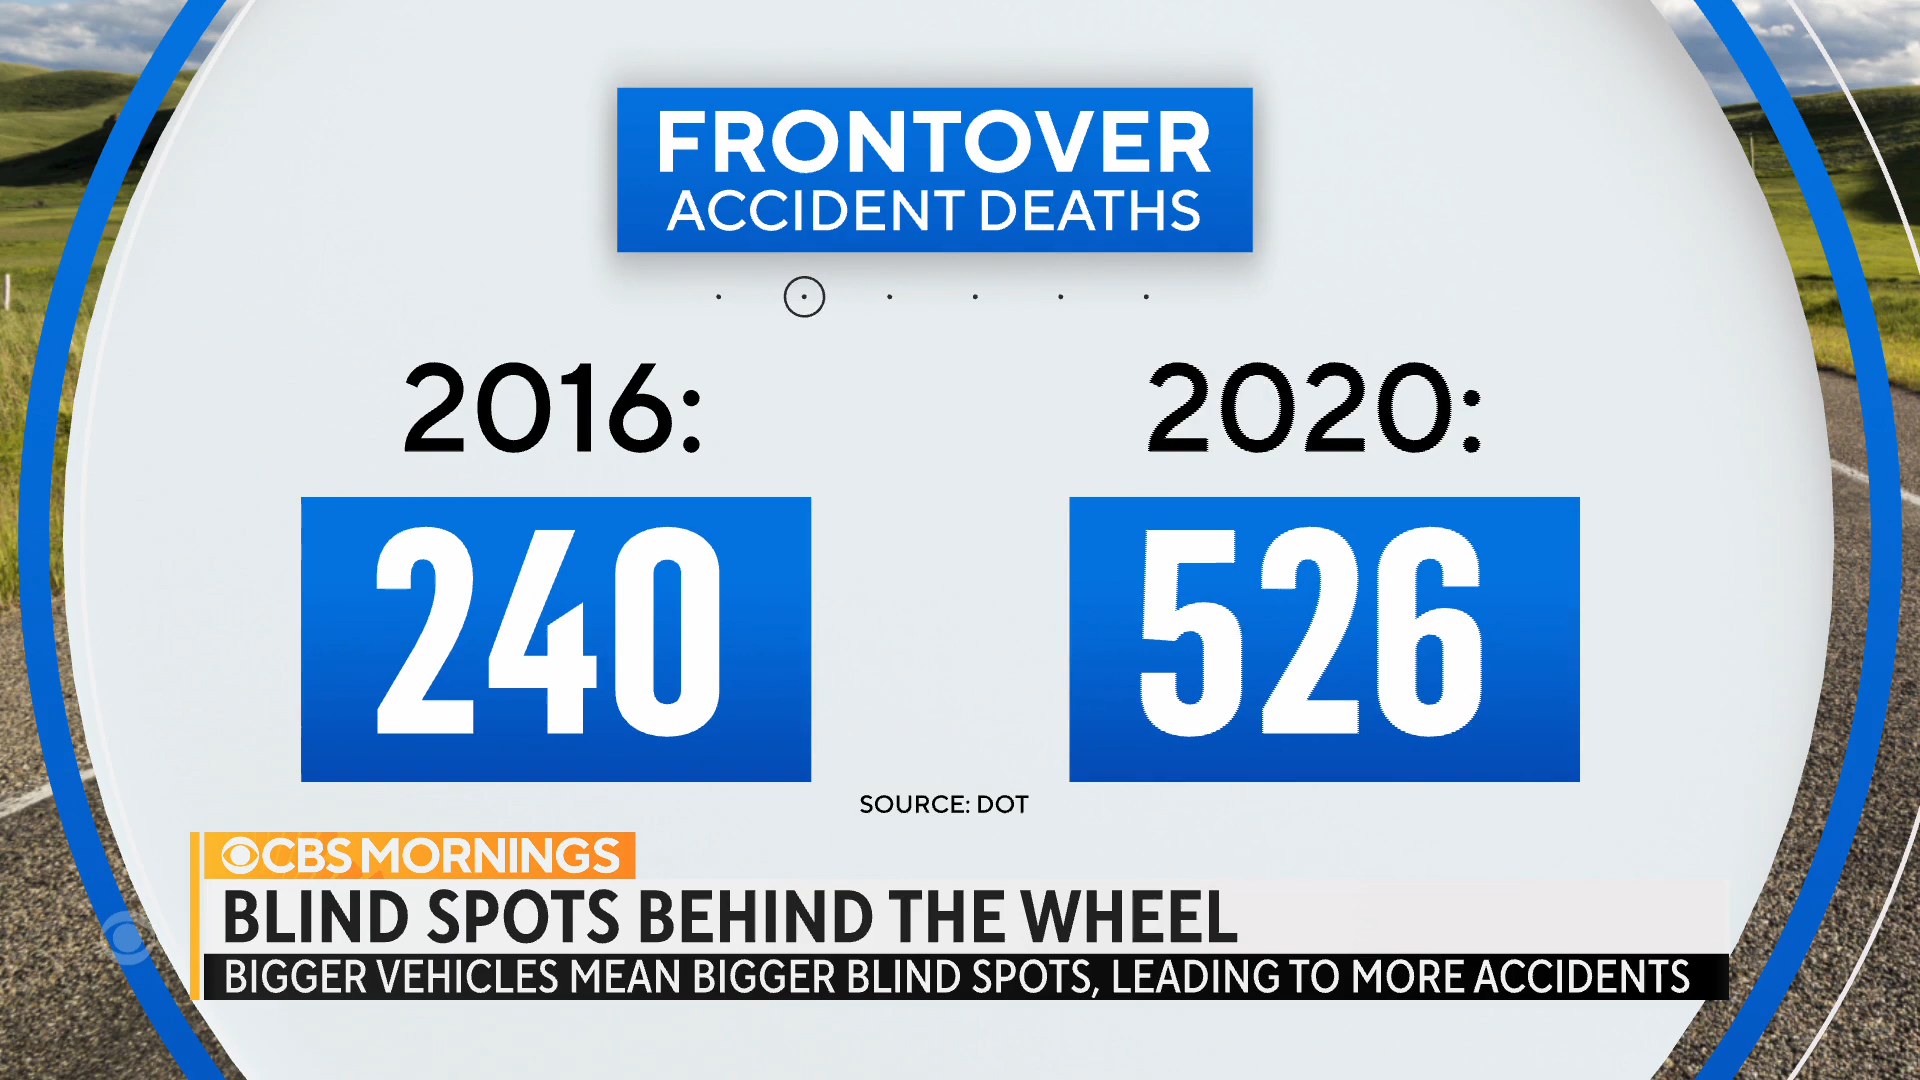 FRONTOVER
ACCIDENT DEATHS
2016:
2020:
240
526
SOURCE: DOT
CBS MORNINGS
BLIND SPOTS BEHIND THE WHEEL
BIGGER VEHICLES MEAN BIGGER BLIND SPOTS, LEADING TO MORE ACCIDENTS